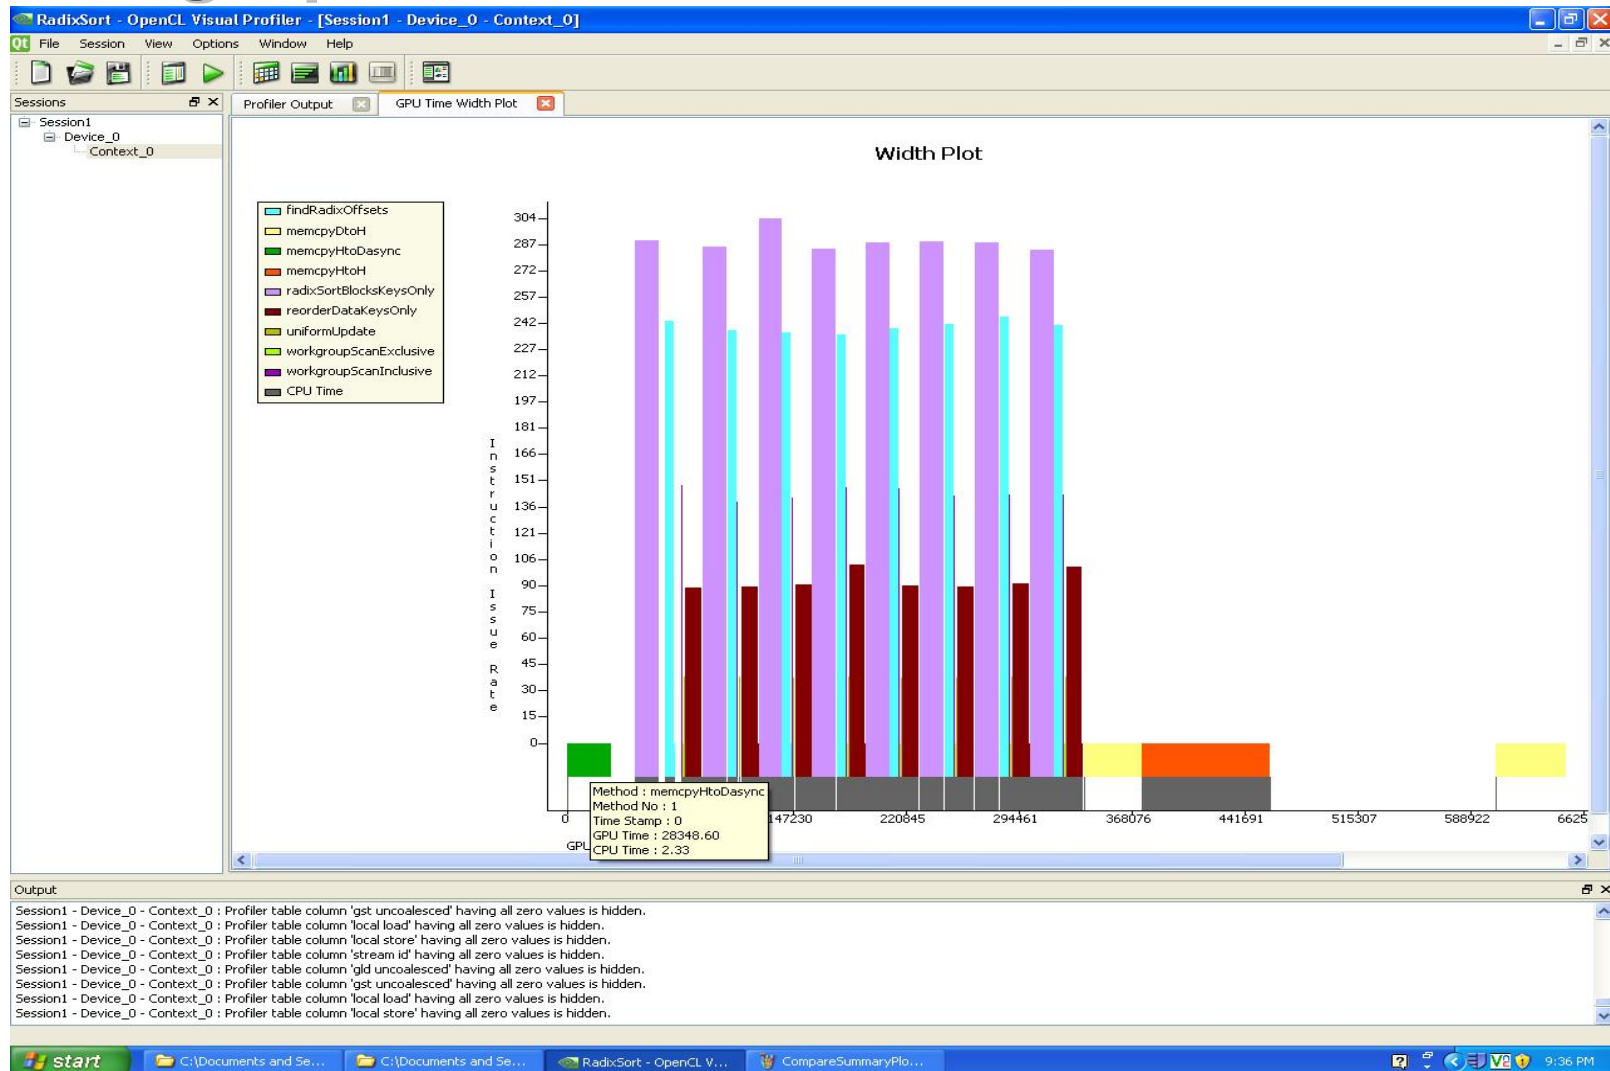 RadixSort - OpenCL Visual Profiler - [Session1 - Device_0 - Context_0]
File Session View Options Window Help
Sessions
Profiler Output
GPU Time Width Plot
Session1
Device_0
Context_0
Width Plot
findRadixOffsets
memcpyDtoH
memcpyHtoDasync
memcpyHtoH
radixSortBlocksKeysOnly
reorderDataKeysOnly
uniformUpdate
workgroupScanExclusive
workgroupScanInclusive
CPU Time
Instruction Issue Rate
304
287
272
257
242
227
212
197
181
166
151
136
121
106
90
75
60
45
30
15
0
0 147230 220845 294461 368076 441691 515307 588922 6625
GPU
Method : memcpyHtoDasync
Method No : 1
Time Stamp : 0
GPU Time : 28348.60
CPU Time : 2.33
Output
Session1 - Device_0 - Context_0 : Profiler table column 'gst uncoalesced' having all zero values is hidden.
Session1 - Device_0 - Context_0 : Profiler table column 'local load' having all zero values is hidden.
Session1 - Device_0 - Context_0 : Profiler table column 'local store' having all zero values is hidden.
Session1 - Device_0 - Context_0 : Profiler table column 'stream id' having all zero values is hidden.
Session1 - Device_0 - Context_0 : Profiler table column 'gld uncoalesced' having all zero values is hidden.
Session1 - Device_0 - Context_0 : Profiler table column 'gst uncoalesced' having all zero values is hidden.
Session1 - Device_0 - Context_0 : Profiler table column 'local load' having all zero values is hidden.
Session1 - Device_0 - Context_0 : Profiler table column 'local store' having all zero values is hidden.
start C:\Documents and Se... C:\Documents and Se... RadixSort - OpenCL V... CompareSummaryPlo... 9:36 PM